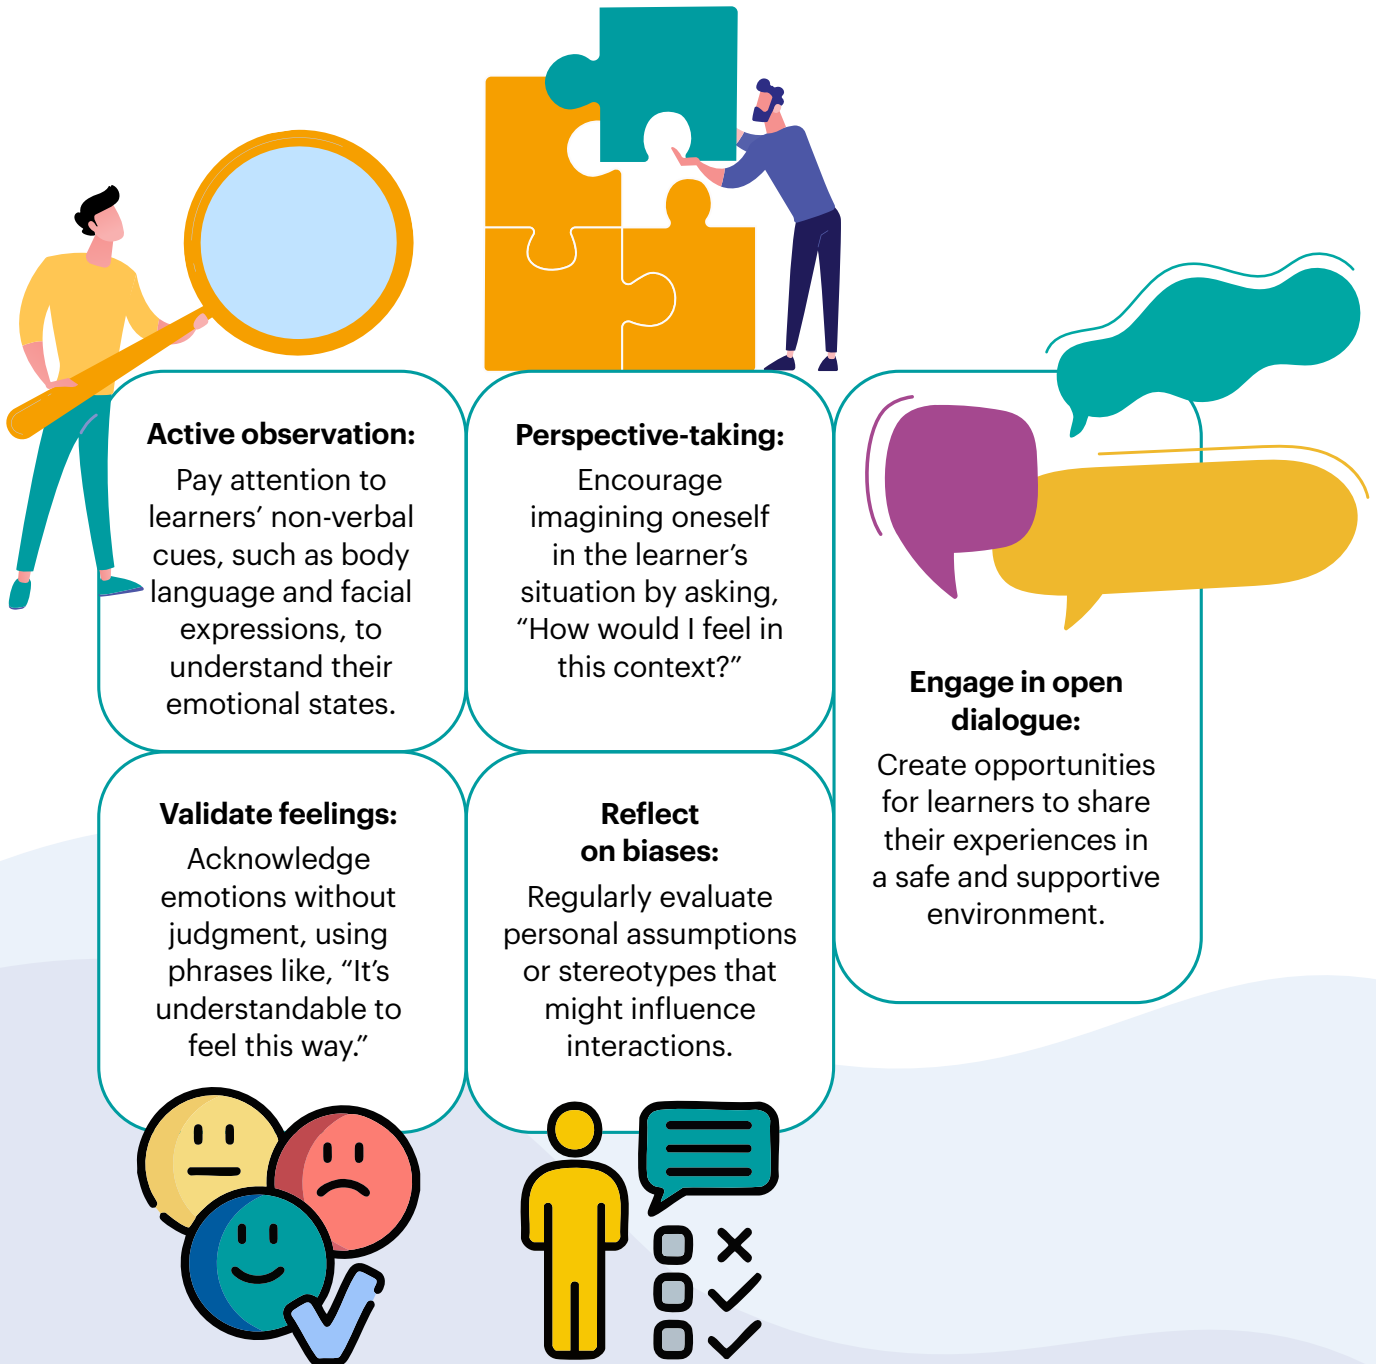 Active observation:
Pay attention to
learners’ non-verbal
cues, such as body
language and facial
expressions, to
understand their
emotional states.
Perspective-taking:
Encourage
imagining oneself
in the learner’s
situation by asking,
“How would I feel in
this context?”
Engage in open
dialogue:
Create opportunities
for learners to share
their experiences in
a safe and supportive
environment.
Validate feelings:
Acknowledge
emotions without
judgment, using
phrases like, “It’s
understandable to
feel this way.”
Reflect
on biases:
Regularly evaluate
personal assumptions
or stereotypes that
might influence
interactions.